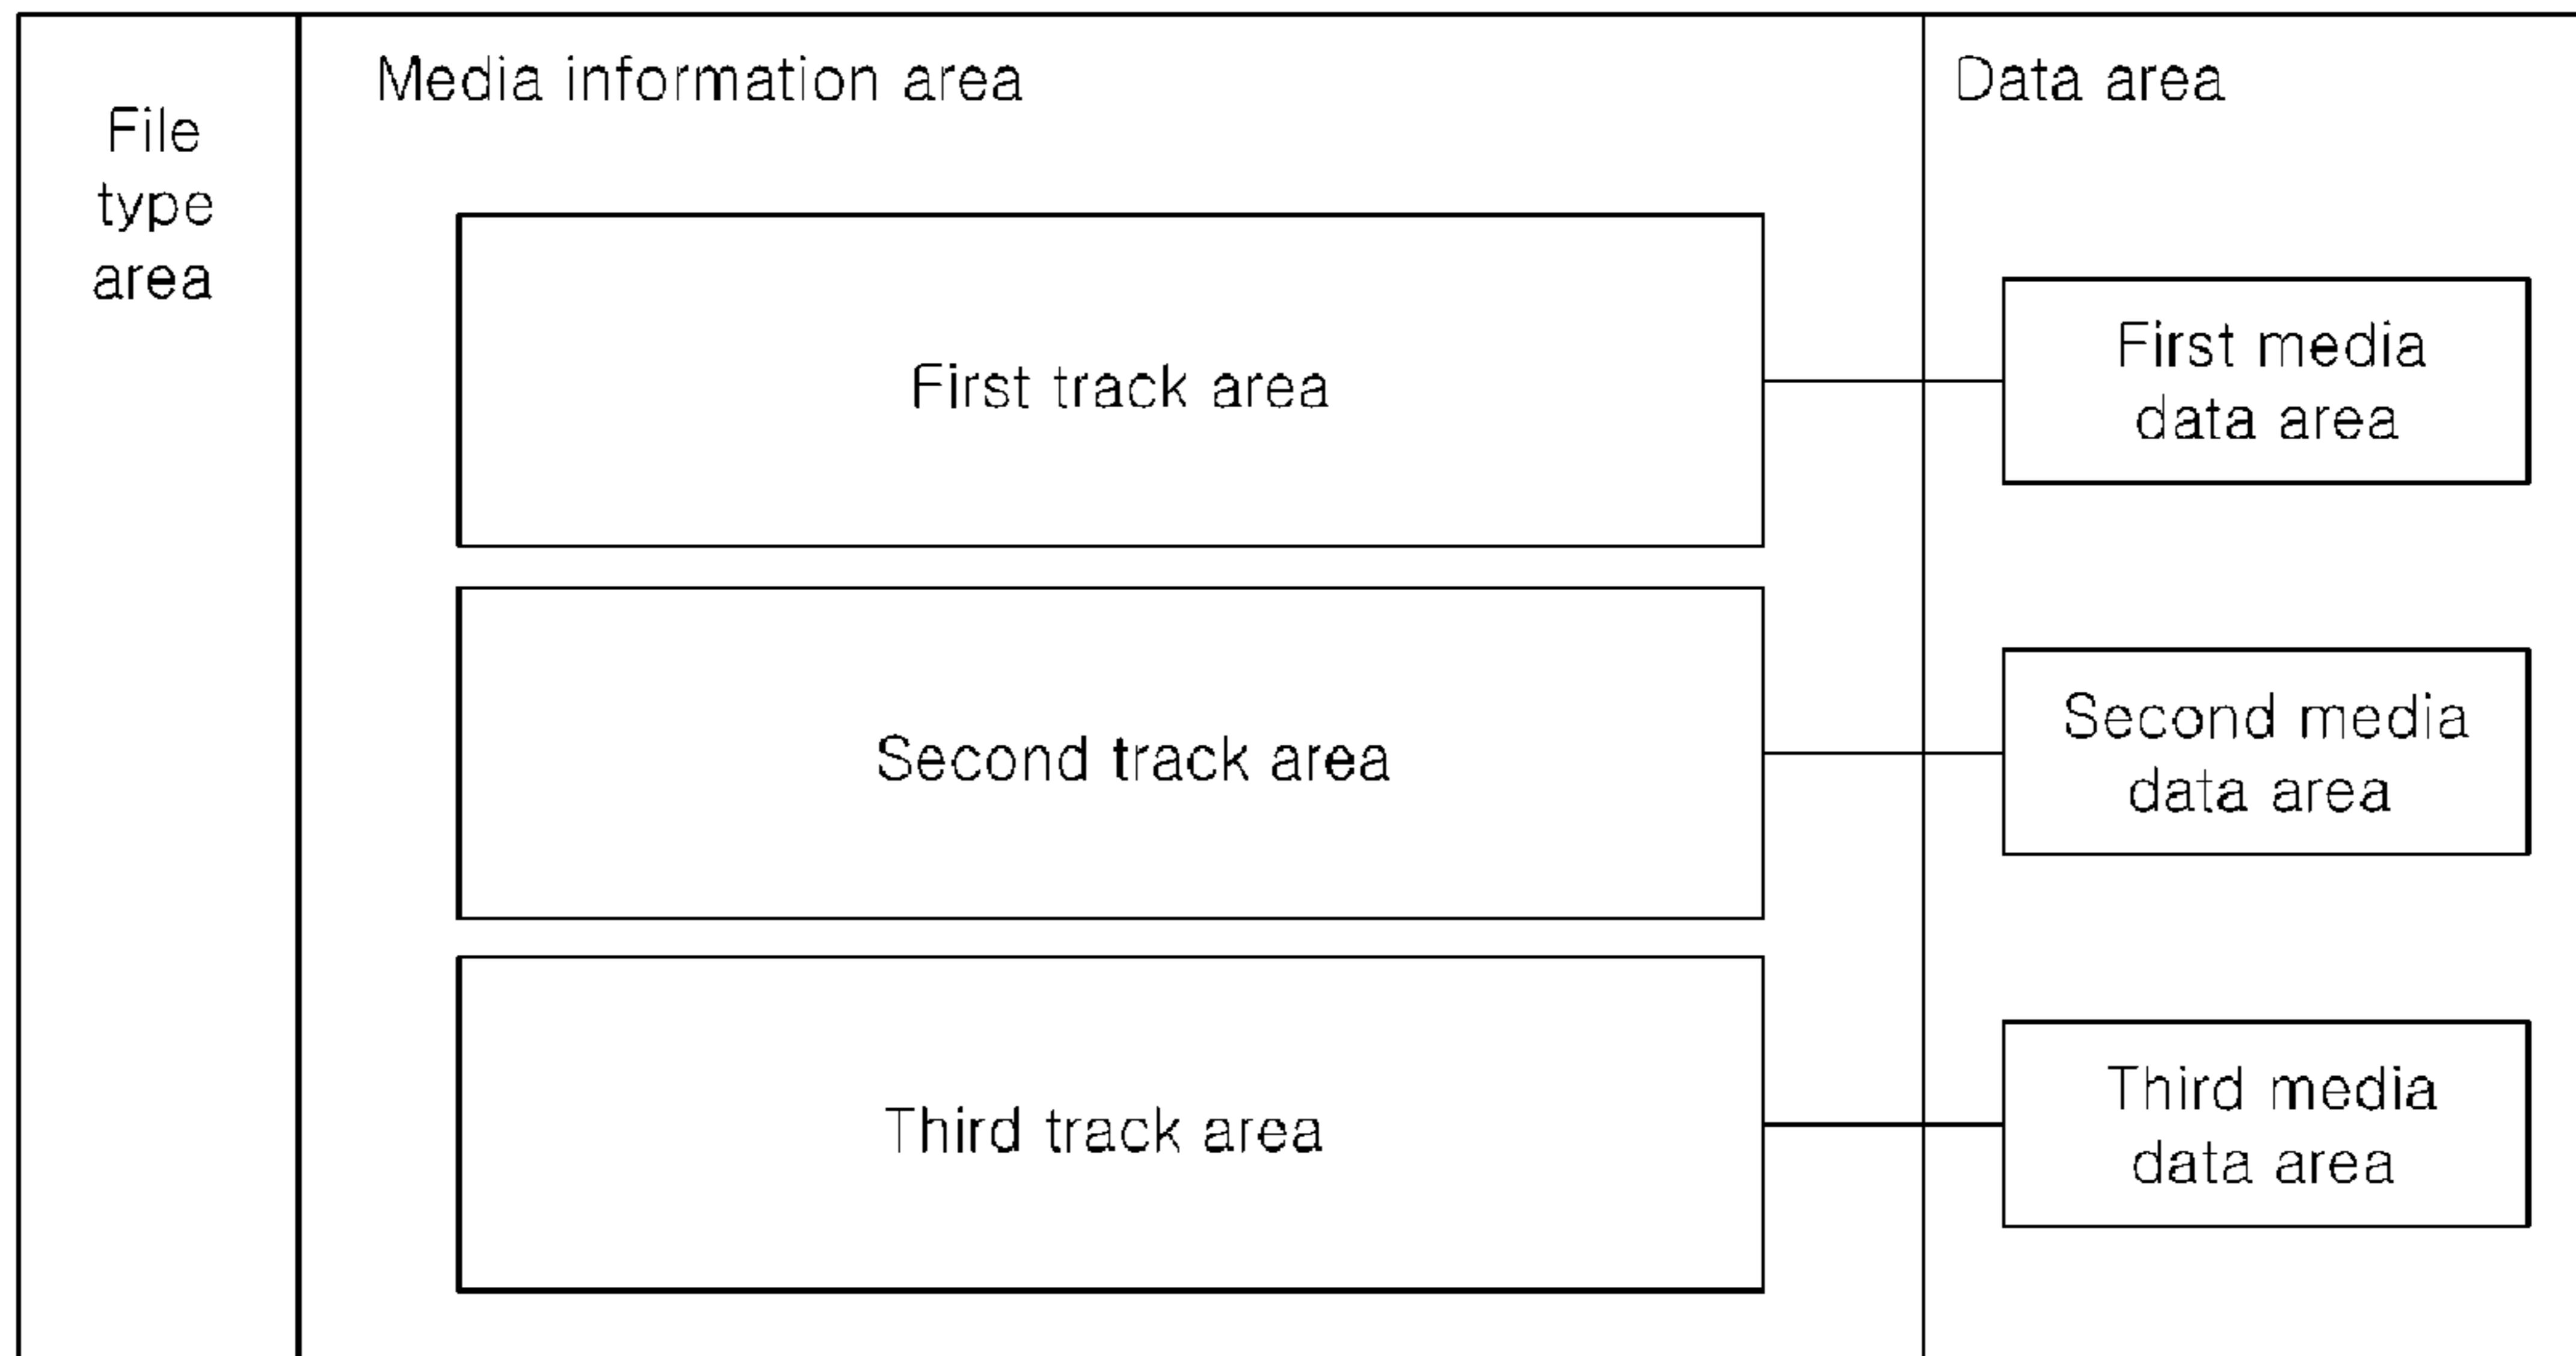 File
type
area
Media information area
First track area
Second track area
Third track area
Data area
First media
data area
Second media
data area
Third media
data area